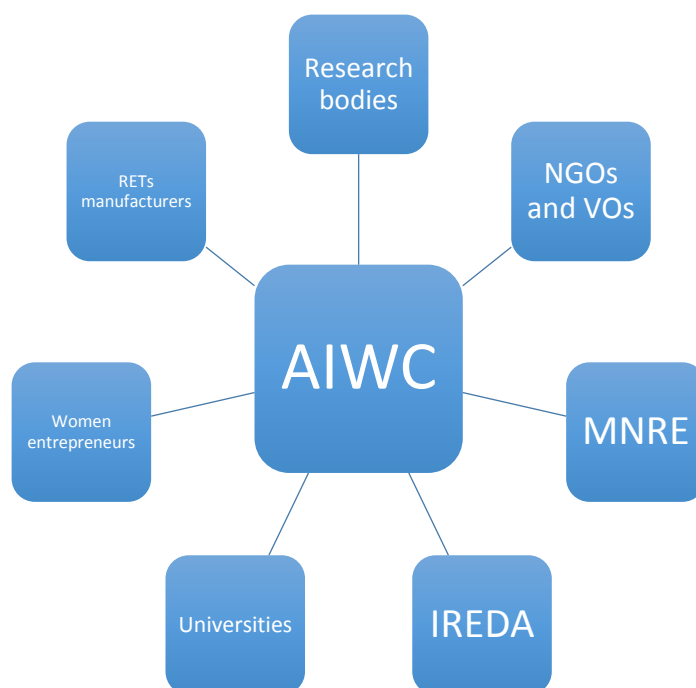 Research
bodies
RETs
manufacturers
NGOs
and VOs
AIWC
Women
entrepreneurs
MNRE
Universities
IREDA